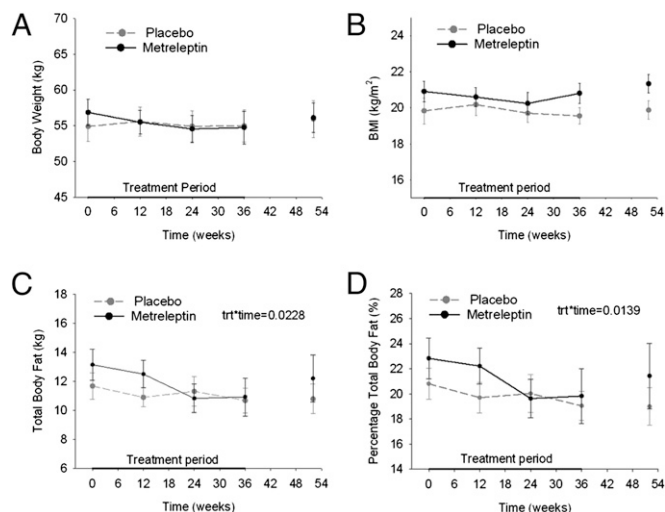 A
Placebo
Metreleptin
Body Weight (kg)
70
65
60
55
50
45
Treatment Period
0 6 12 18 24 30 36 42 48 54
Time (weeks)
B
Placebo
Metreleptin
BMI (kg/m²)
22
20
18
16
Treatment period
0 6 12 18 24 30 36 42 48 54
Time (weeks)
C
Placebo
Metreleptin
trt*time=0.0228
Total Body Fat (kg)
18
16
14
12
10
8
6
Treatment period
0 6 12 18 24 30 36 42 48 54
Time (weeks)
D
Placebo
Metreleptin
trt*time=0.0139
Percentage Total Body Fat (%)
28
26
24
22
20
18
16
14
Treatment period
0 6 12 18 24 30 36 42 48 54
Time (weeks)